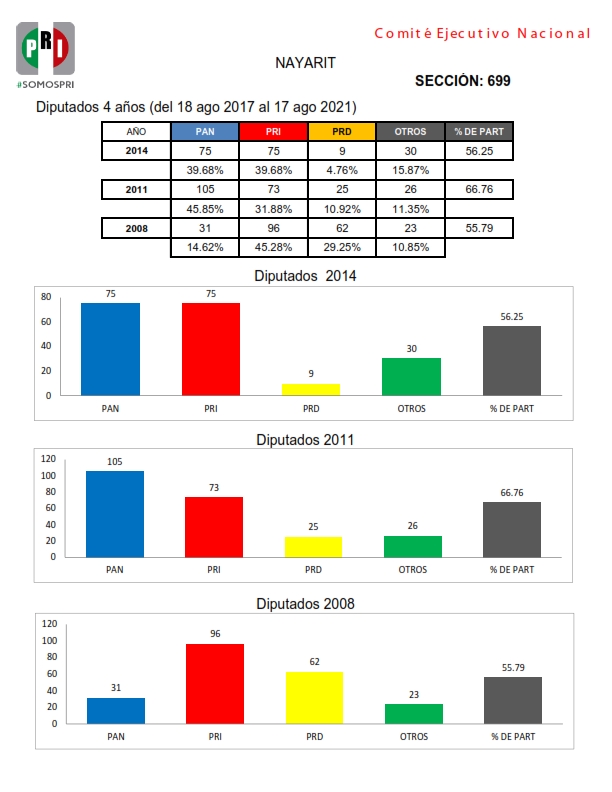 PRI
#SOMOSPRI
Comité Ejecutivo Nacional
NAYARIT
SECCIÓN: 699
Diputados 4 años (del 18 ago 2017 al 17 ago 2021)
AÑO PAN PRI PRD OTROS % DE PART
2014 75 75 9 30 56.25
39.68% 39.68% 4.76% 15.87%
2011 105 73 25 26 66.76
45.85% 31.88% 10.92% 11.35%
2008 31 96 62 23 55.79
14.62% 45.28% 29.25% 10.85%
Diputados 2014
80
60
40
20
0
75 75 9 30 56.25
PAN PRI PRD OTROS % DE PART
Diputados 2011
120
100
80
60
40
20
0
105 73 25 26 66.76
PAN PRI PRD OTROS % DE PART
Diputados 2008
120
100
80
60
40
20
0
31 96 62 23 55.79
PAN PRI PRD OTROS % DE PART